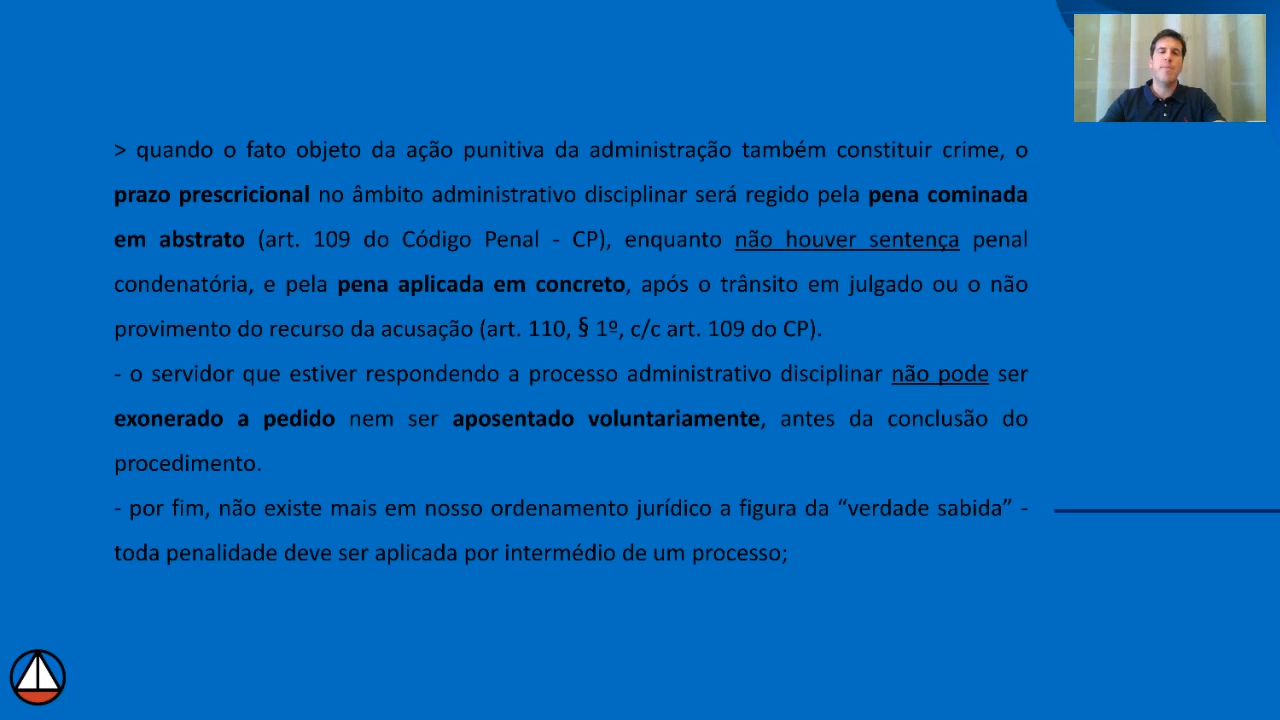 > quando o fato objeto da ação punitiva da administração também constituir crime, o
prazo prescricional no âmbito administrativo disciplinar será regido pela pena cominada
em abstrato (art. 109 do Código Penal - CP), enquanto não houver sentença penal
condenatória, e pela pena aplicada em concreto, após o trânsito em julgado ou o não
provimento do recurso da acusação (art. 110, § 1º, c/c art. 109 do CP).
- o servidor que estiver respondendo a processo administrativo disciplinar não pode ser
exonerado a pedido nem ser aposentado voluntariamente, antes da conclusão do
procedimento.
- por fim, não existe mais em nosso ordenamento jurídico a figura da “verdade sabida” -
toda penalidade deve ser aplicada por intermédio de um processo;